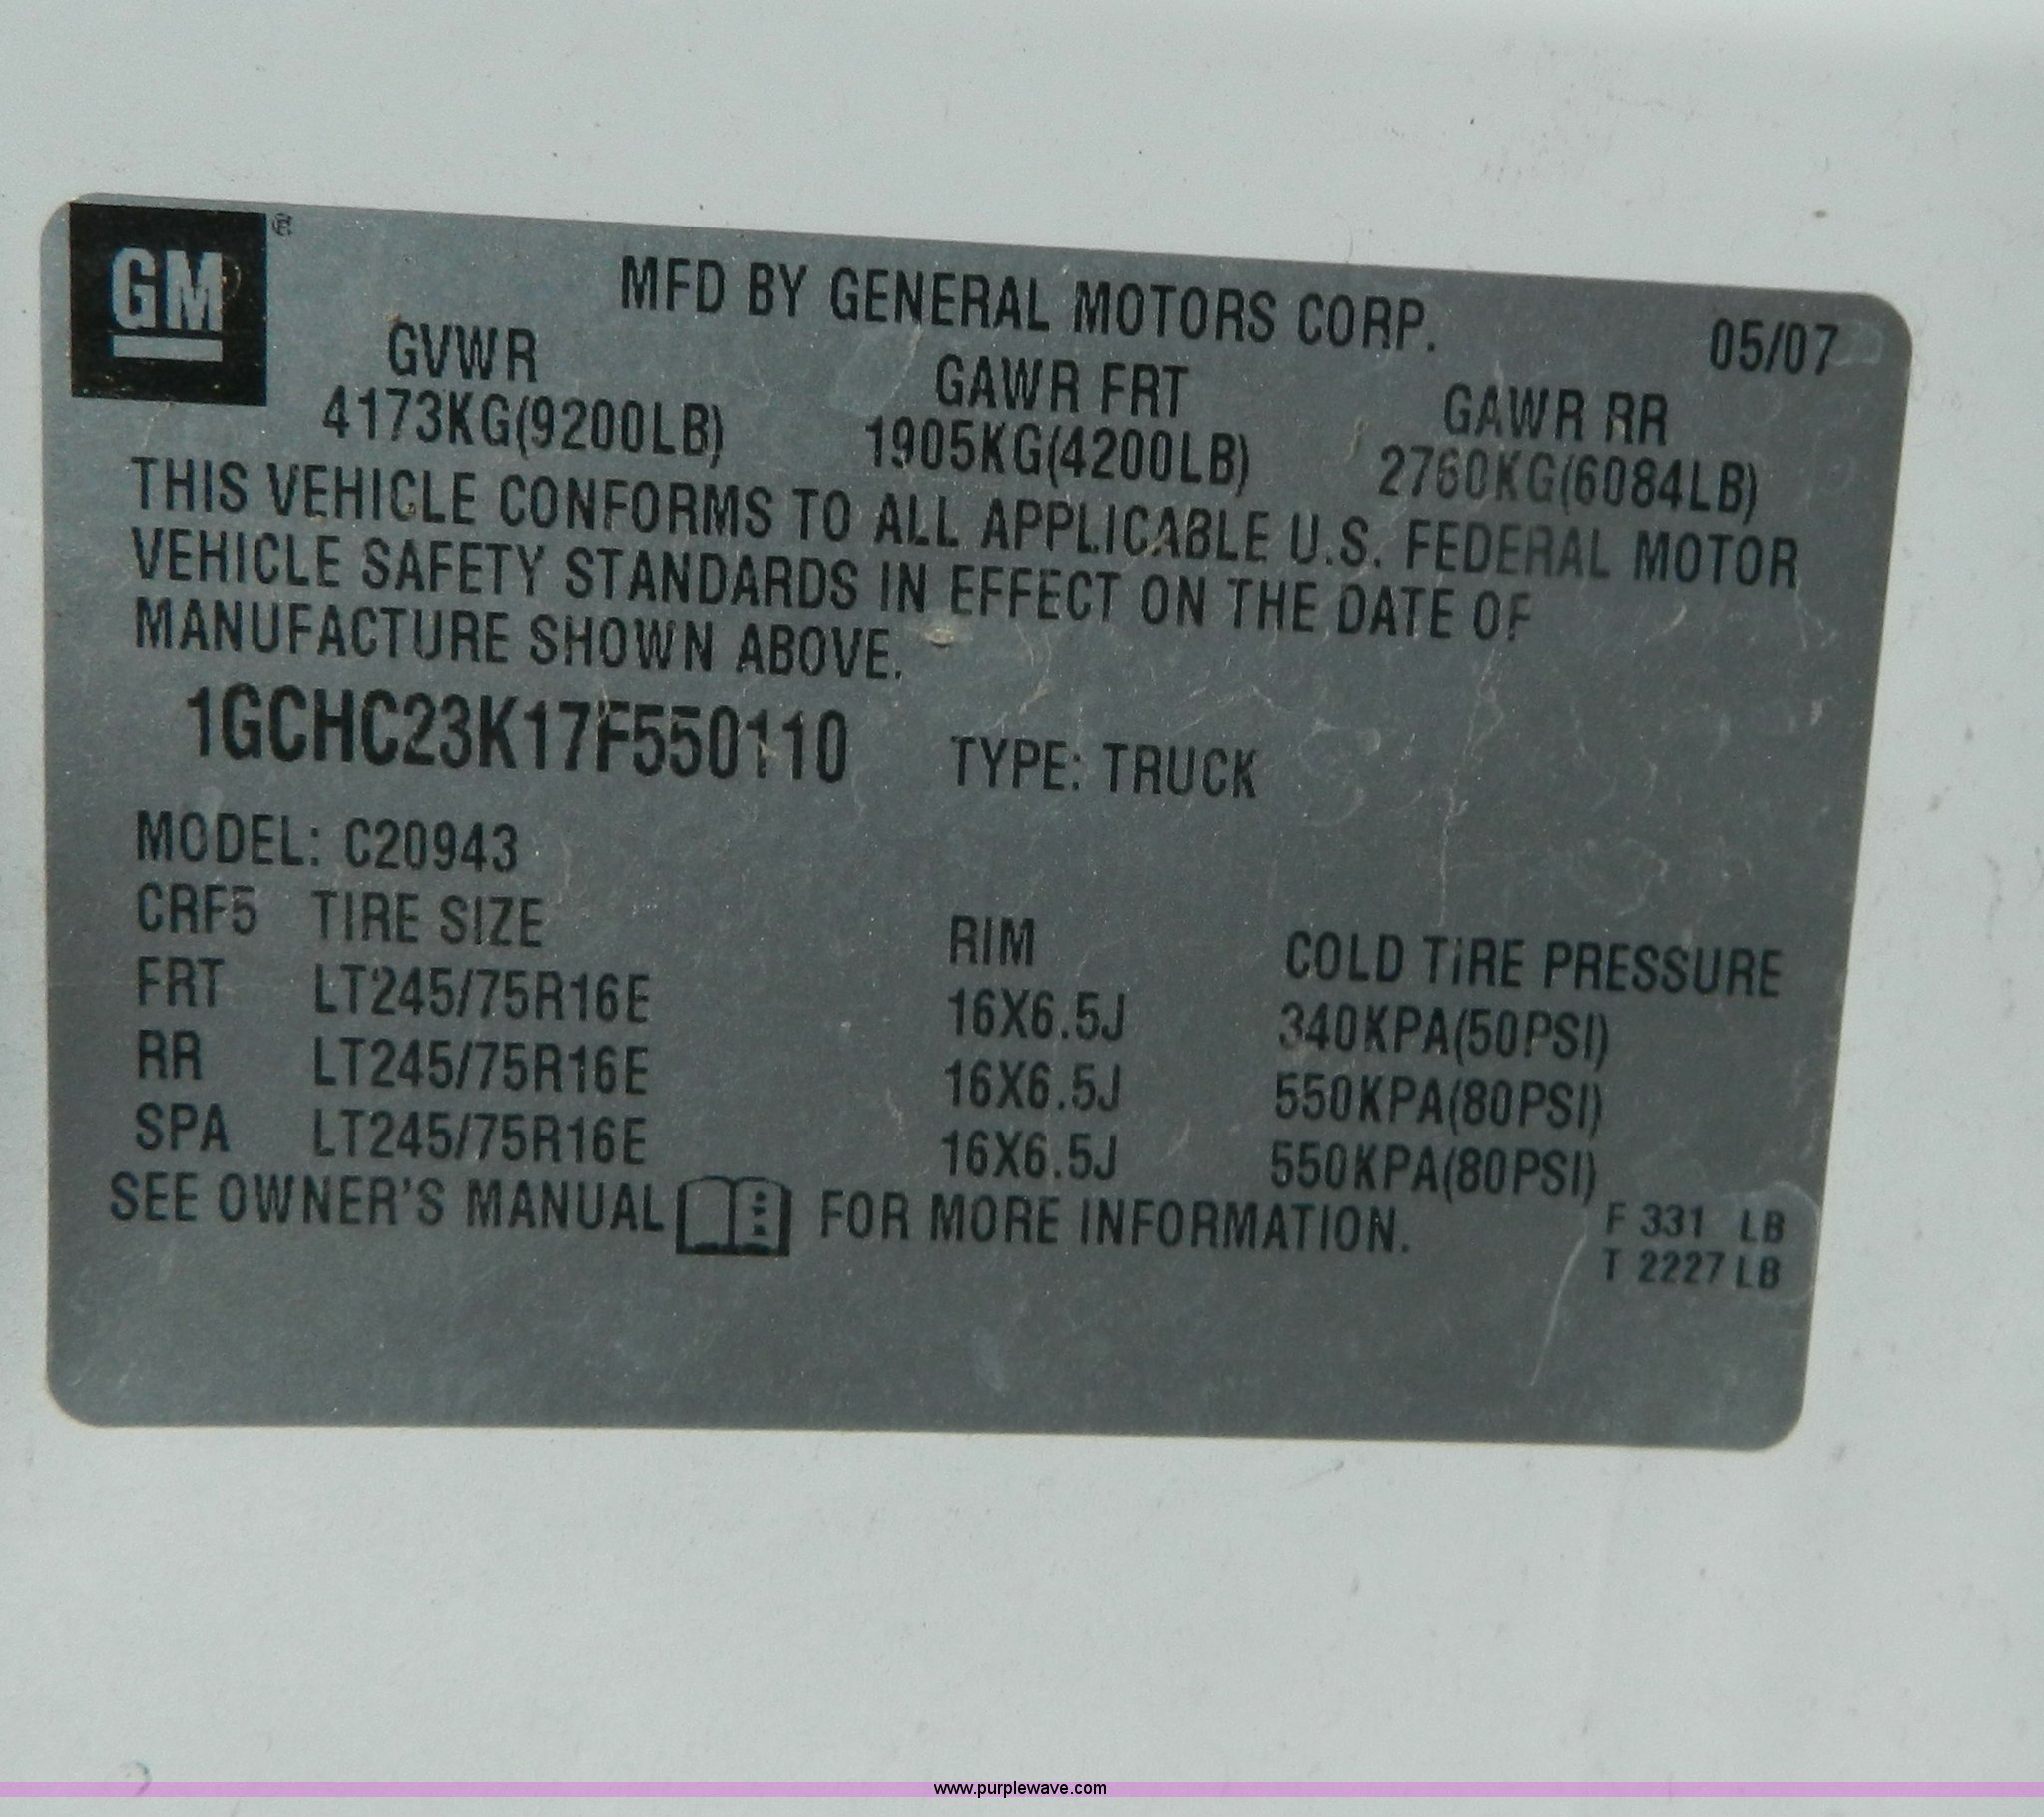 GM ®
MFD BY GENERAL MOTORS CORP. 05/07
GVWR GAWR FRT GAWR RR
4173KG(9200LB) 1905KG(4200LB) 2760KG(6084LB)
THIS VEHICLE CONFORMS TO ALL APPLICABLE U.S. FEDERAL MOTOR
VEHICLE SAFETY STANDARDS IN EFFECT ON THE DATE OF
MANUFACTURE SHOWN ABOVE.
1GCHC23K17F550110 TYPE: TRUCK
MODEL: C20943
CRF5 TIRE SIZE RIM COLD TIRE PRESSURE
FRT LT245/75R16E 16X6.5J 340KPA(50PSI)
RR LT245/75R16E 16X6.5J 550KPA(80PSI)
SPA LT245/75R16E 16X6.5J 550KPA(80PSI)
SEE OWNER'S MANUAL FOR MORE INFORMATION.
F 331 LB
T 2227 LB
www.purplewave.com